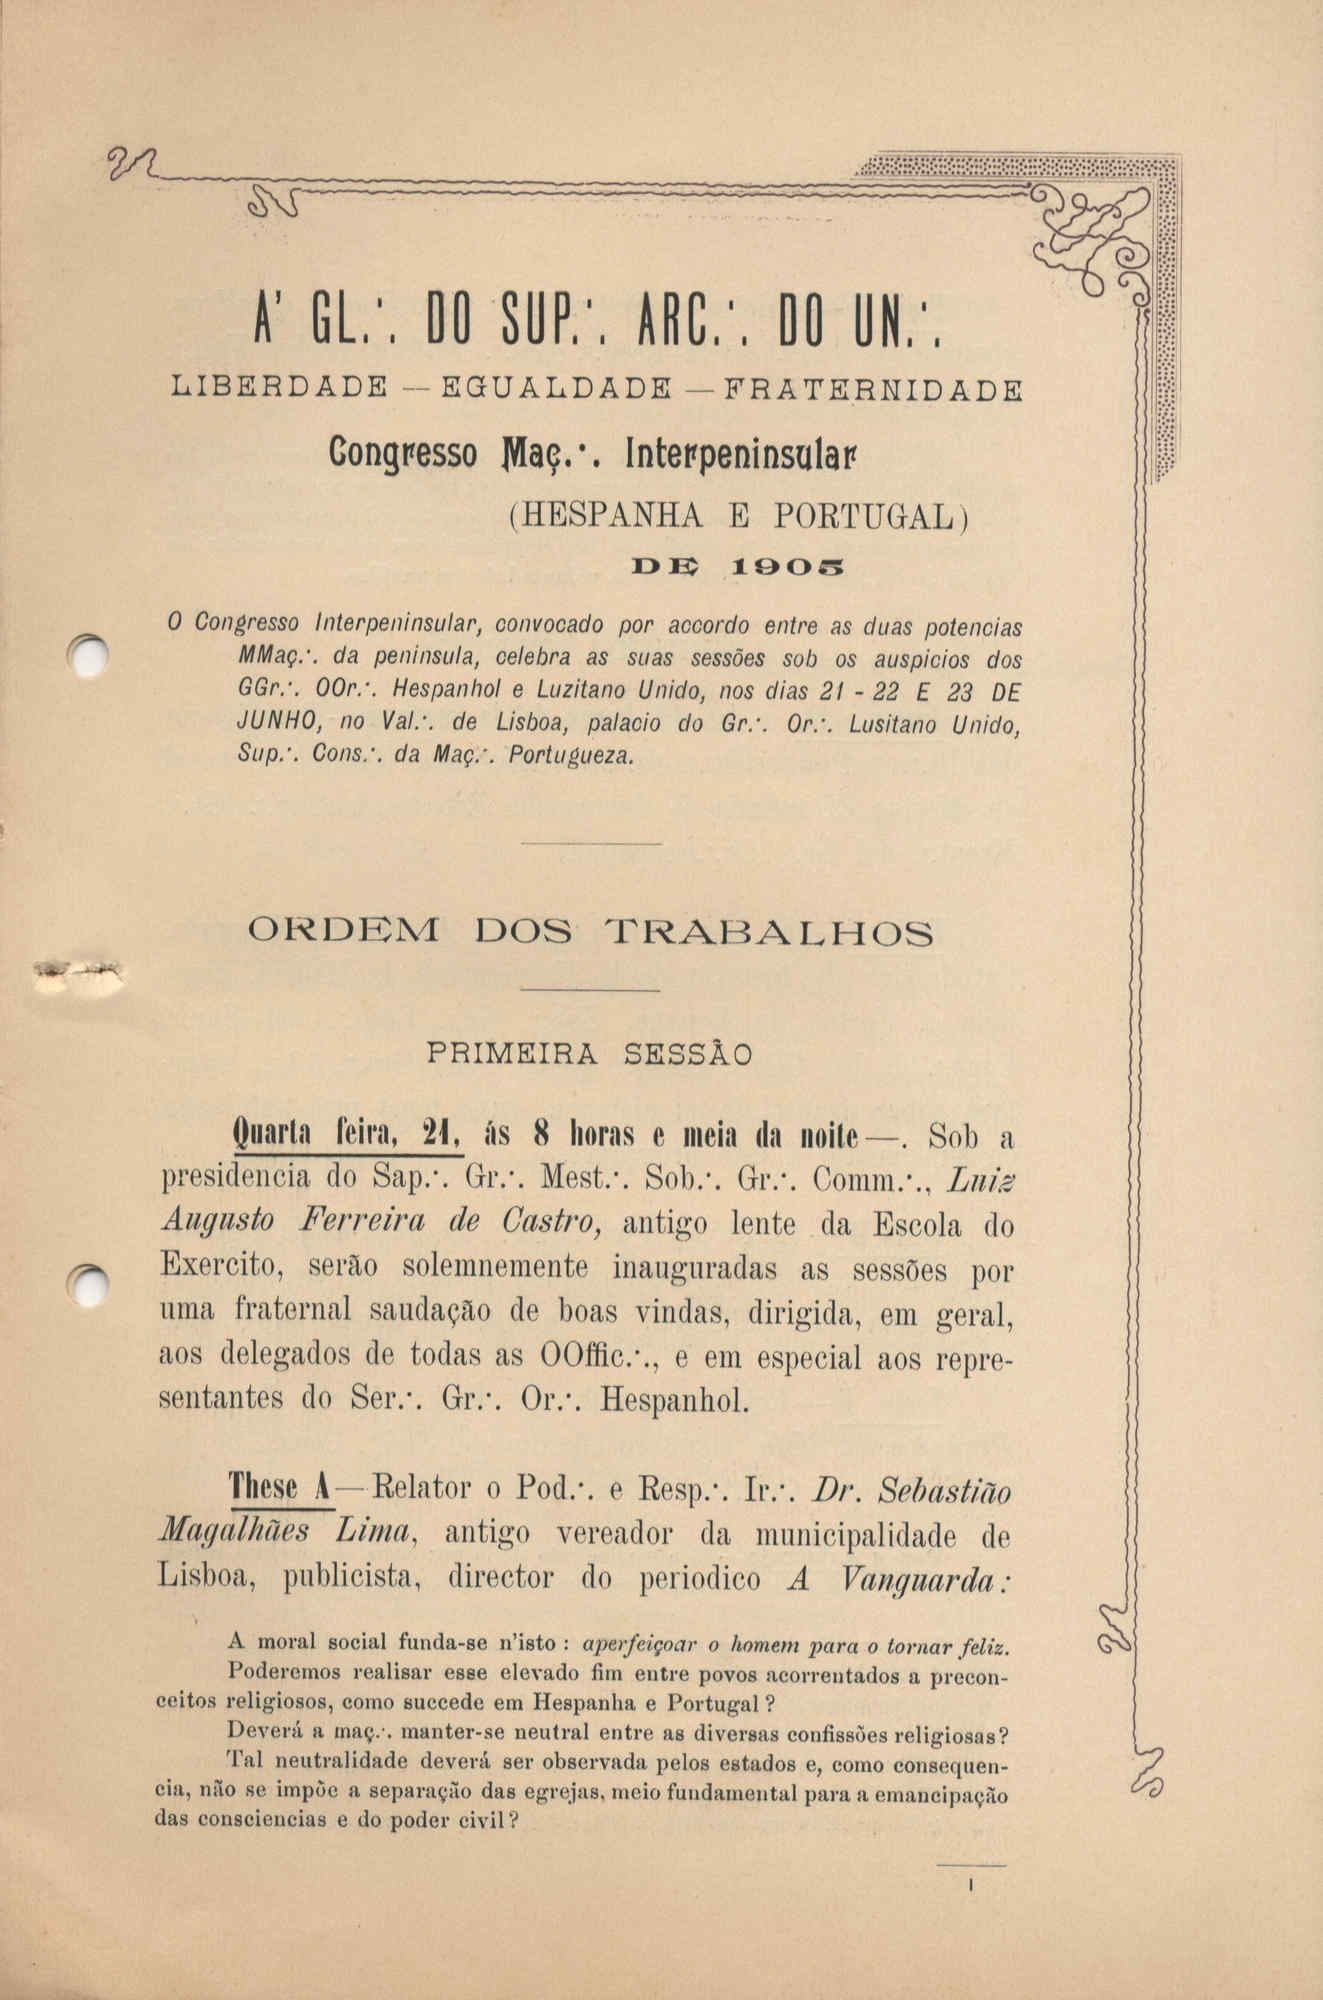 A' GL.·. DO SUP.·. ARC.·. DO UN.·.
LIBERDADE — EGUALDADE — FRATERNIDADE
Congresso Maç.·. Interpeninsular
(HESPANHA E PORTUGAL)
DE 1905
O Congresso Interpeninsular, convocado por accordo entre as duas potencias
MMaç.·. da peninsula, celebra as suas sessões sob os auspicios dos
GGr.·. OOr.·. Hespanhol e Luzitano Unido, nos dias 21 - 22 E 23 DE
JUNHO, no Val.·. de Lisboa, palacio do Gr.·. Or.·. Lusitano Unido,
Sup.·. Cons.·. da Maç.·. Portugueza.
ORDEM DOS TRABALHOS
PRIMEIRA SESSÃO
Quarta feira, 21, ás 8 horas e meia da noite—. Sob a
presidencia do Sap.·. Gr.·. Mest.·. Sob.·. Gr.·. Comm.·., Luiz
Augusto Ferreira de Castro, antigo lente da Escola do
Exercito, serão solemnemente inauguradas as sessões por
uma fraternal saudação de boas vindas, dirigida, em geral,
aos delegados de todas as OOffic.·., e em especial aos repre-
sentantes do Ser.·. Gr.·. Or.·. Hespanhol.
These A—Relator o Pod.·. e Resp.·. Ir.·. Dr. Sebastião
Magalhães Lima, antigo vereador da municipalidade de
Lisboa, publicista, director do periodico A Vanguarda:
A moral social funda-se n'isto : aperfeiçoar o homem para o tornar feliz.
Poderemos realisar esse elevado fim entre povos acorrentados a precon-
ceitos religiosos, como succede em Hespanha e Portugal ?
Deverá a maç.·. manter-se neutral entre as diversas confissões religiosas?
Tal neutralidade deverá ser observada pelos estados e, como consequen-
cia, não se impõe a separação das egrejas, meio fundamental para a emancipação
das consciencias e do poder civil ?
1